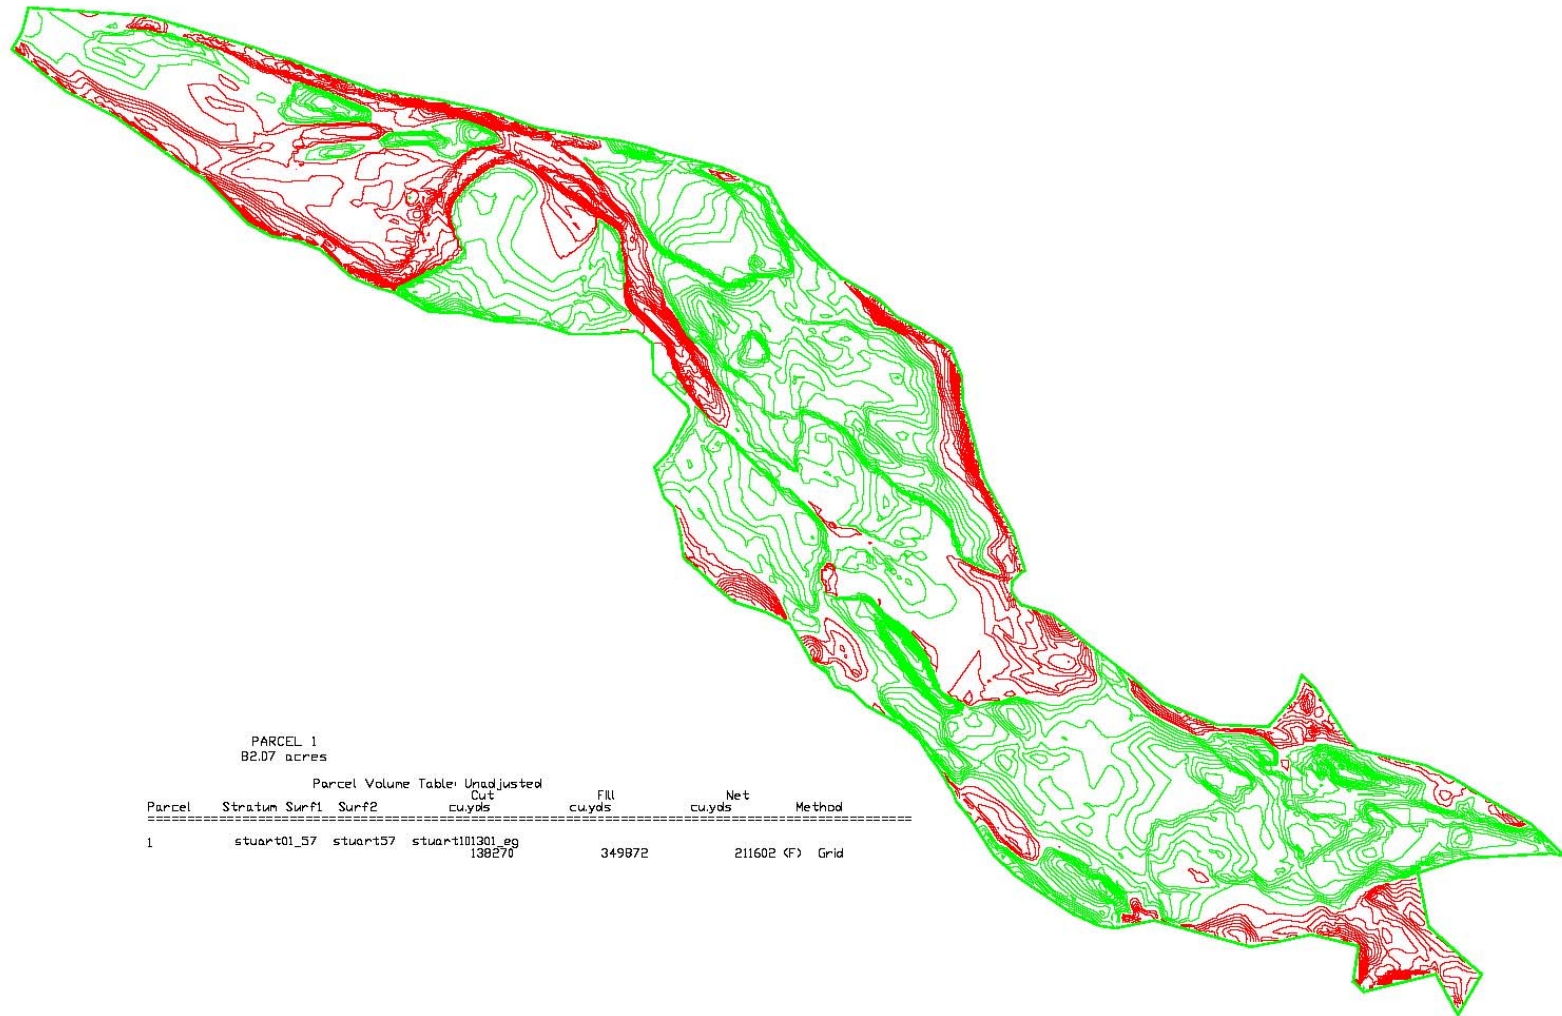 PARCEL 1
82.07 acres
Parcel Volume Table: Unadjusted
Cut Fill Net
Parcel Stratum Surf1 Surf2 cu.yds cu.yds cu.yds Method
1 stuart01_57 stuart57 stuart101301_eg
138270 349872 211602 (F) Grid